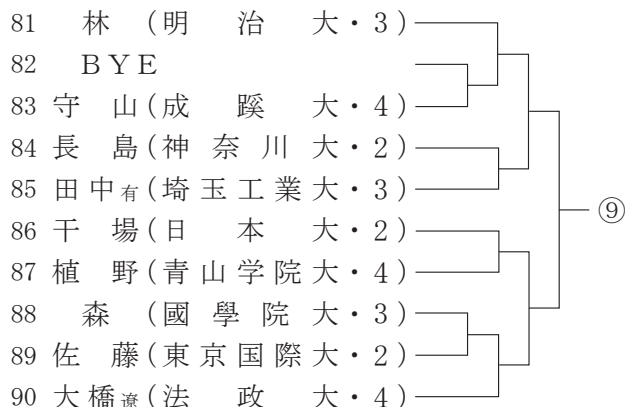 81 林 (明治大・3)
82 BYE
83 守山(成蹊大・4)
84 長島(神奈川大・2)
85 田中有(埼玉工業大・3)
86 干場(日本大・2)
87 植野(青山学院大・4)
88 森 (國學院大・3)
89 佐藤(東京国際大・2)
90 大橋遼(法政大・4)
⑨